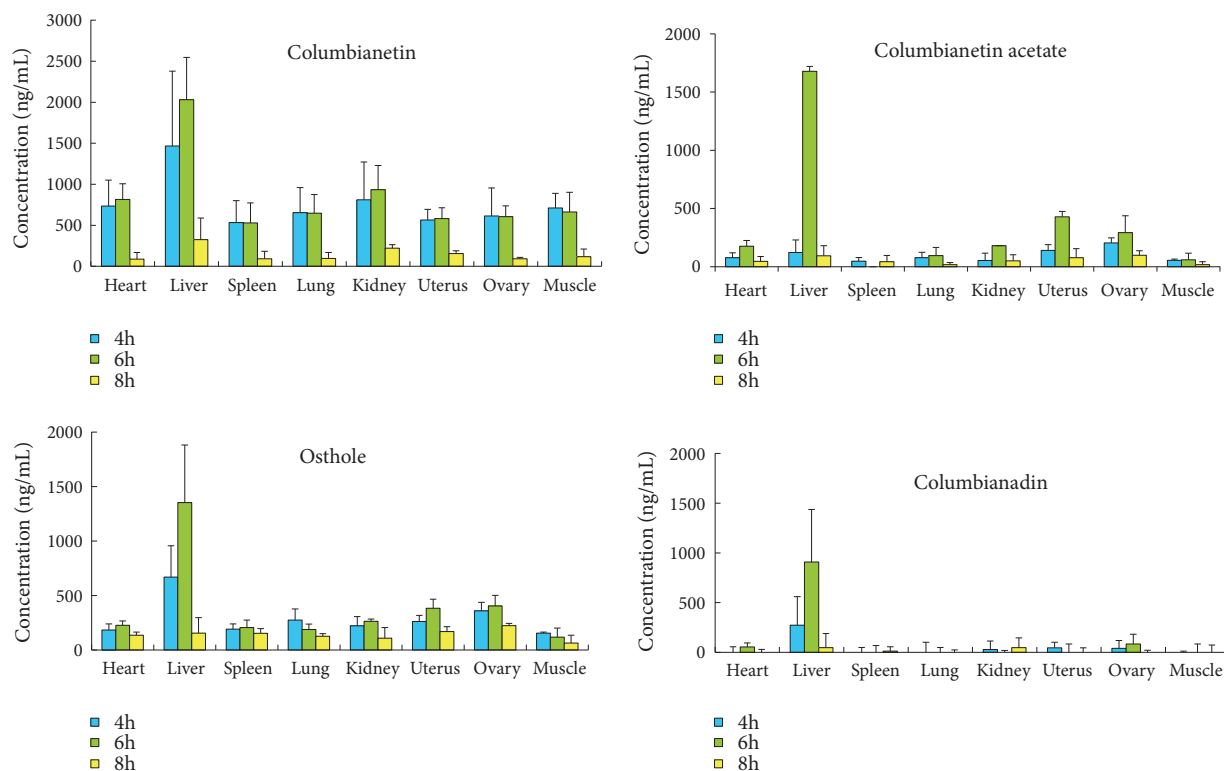 Columbianetin
Concentration (ng/mL)
3000
2500
2000
1500
1000
500
0
Heart Liver Spleen Lung Kidney Uterus Ovary Muscle
4h
6h
8h
Columbianetin acetate
Concentration (ng/mL)
2000
1500
1000
500
0
Heart Liver Spleen Lung Kidney Uterus Ovary Muscle
4h
6h
8h
Osthole
Concentration (ng/mL)
2000
1500
1000
500
0
Heart Liver Spleen Lung Kidney Uterus Ovary Muscle
4h
6h
8h
Columbianadin
Concentration (ng/mL)
2000
1500
1000
500
0
Heart Liver Spleen Lung Kidney Uterus Ovary Muscle
4h
6h
8h